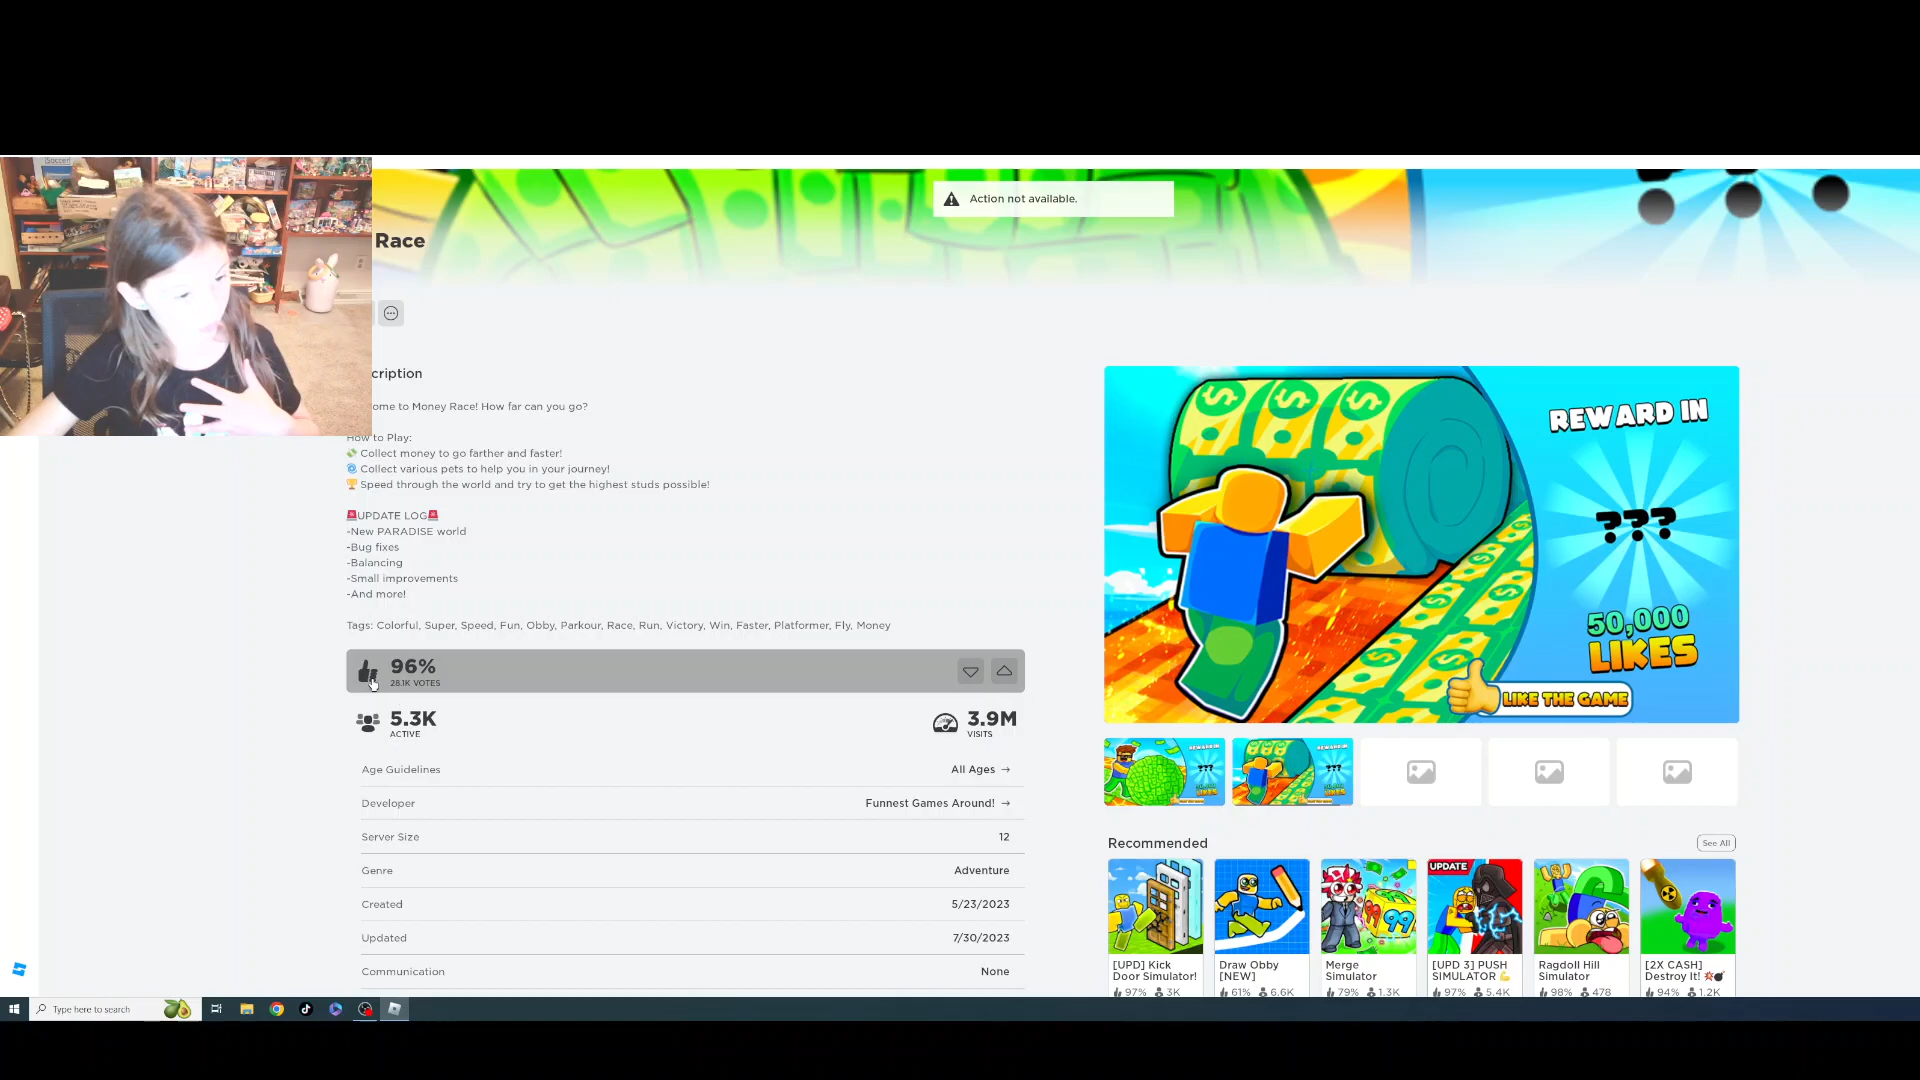 Action not available.
Race
cription
ome to Money Race! How far can you go?
How to Play:
Collect money to go farther and faster!
Collect various pets to help you in your journey!
Speed through the world and try to get the highest studs possible!
UPDATE LOG
-New PARADISE world
-Bug fixes
-Balancing
-Small improvements
-And more!
Tags: Colorful, Super, Speed, Fun, Obby, Parkour, Race, Run, Victory, Win, Faster, Platformer, Fly, Money
96%
28.1K VOTES
5.3K
ACTIVE
3.9M
VISITS
Age Guidelines
All Ages →
Developer
Funnest Games Around! →
Server Size
12
Genre
Adventure
Created
5/23/2023
Updated
7/30/2023
Communication
None
REWARD IN
???
50,000
LIKES
LIKE THE GAME
Recommended
See All
UPDATE
[UPD] Kick
Door Simulator!
97% 3K
Draw Obby
[NEW]
61% 6.6K
Merge
Simulator
79% 1.3K
[UPD 3] PUSH
SIMULATOR
97% 5.4K
Ragdoll Hill
Simulator
98% 478
[2X CASH]
Destroy It!
94% 1.2K
Type here to search